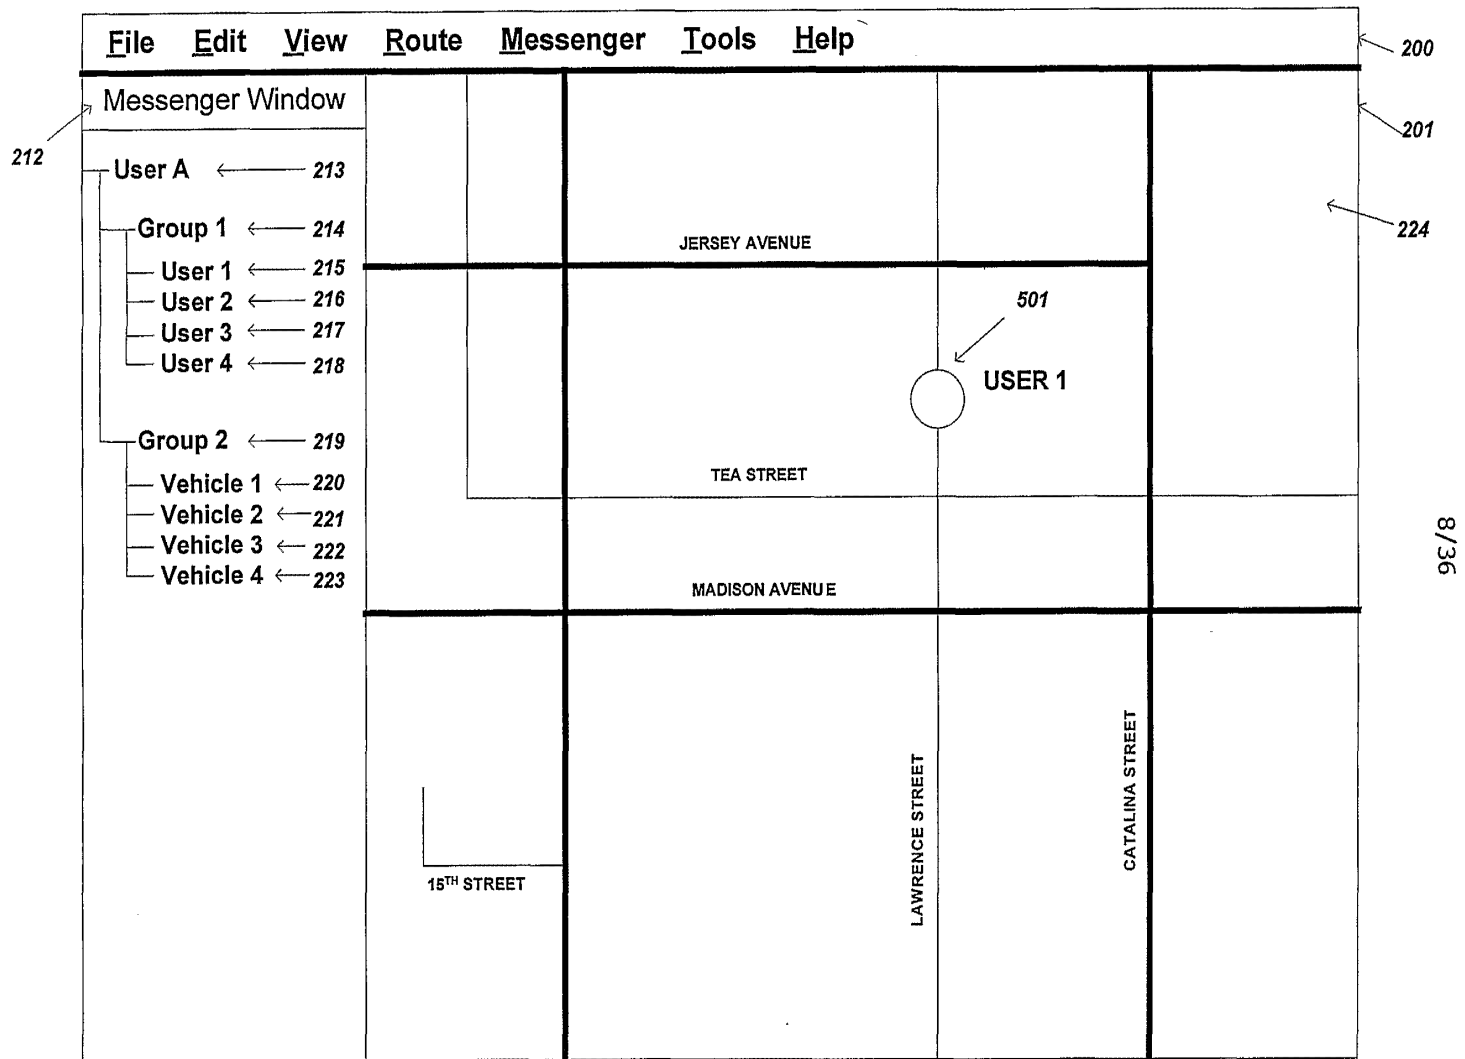 File Edit View Route Messenger Tools Help
200
Messenger Window
201
212
User A 213
Group 1 214
224
JERSEY AVENUE
User 1 215
User 2 216
501
User 3 217
User 4 218
USER 1
Group 2 219
TEA STREET
Vehicle 1 220
Vehicle 2 221
Vehicle 3 222
Vehicle 4 223
8/36
MADISON AVENUE
LAWRENCE STREET
CATALINA STREET
15TH STREET